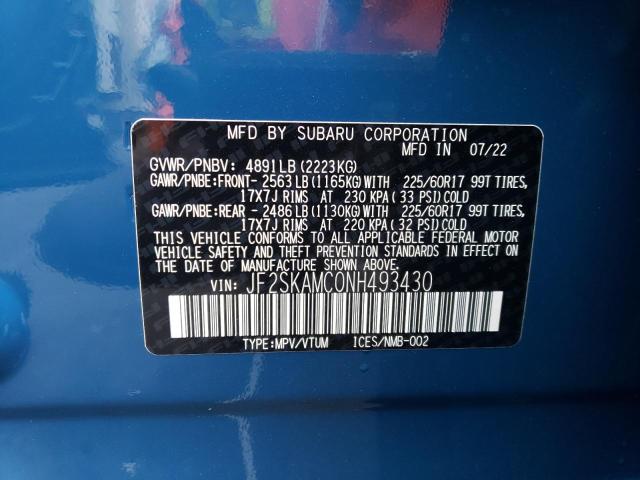 MFD BY SUBARU CORPORATION
MFD IN 07/22
GVWR/PNBV: 4891LB (2223KG)
GAWR/PNBE:FRONT-2563LB(1165KG)WITH 225/60R17 99T TIRES,
17X7J RIMS AT 230 KPA(33 PSI)COLD
GAWR/PNBE:REAR -2486LB(1130KG)WITH 225/60R17 99T TIRES,
17X7J RIMS AT 220 KPA(32 PSI)COLD
THIS VEHICLE CONFORMS TO ALL APPLICABLE FEDERAL MOTOR
VEHICLE SAFETY AND THEFT PREVENTION STANDARDS IN EFFECT
ON THE DATE OF MANUFACTURE SHOWN ABOVE.
VIN: JF2SKAMC0NH493430
TYPE:MPV/VTUM ICES/NMB-002